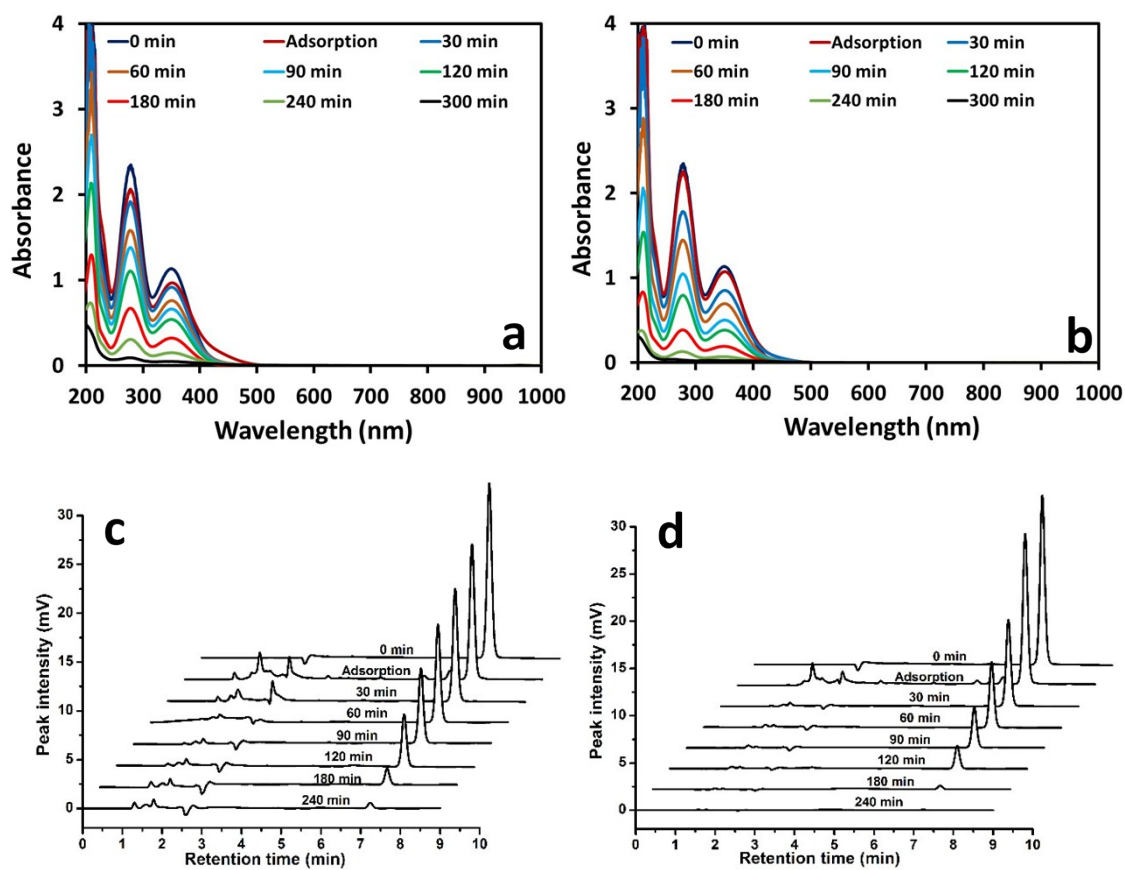 4
3
2
1
0
Absorbance
0 min Adsorption 30 min
60 min 90 min 120 min
180 min 240 min 300 min
a
200 300 400 500 600 700 800 900 1000
Wavelength (nm)
4
3
2
1
0
Absorbance
0 min Adsorption 30 min
60 min 90 min 120 min
180 min 240 min 300 min
b
200 300 400 500 600 700 800 900 1000
Wavelength (nm)
c
30
25
20
15
10
5
0
Peak intensity (mV)
0 min
Adsorption
30 min
60 min
90 min
120 min
180 min
240 min
0 1 2 3 4 5 6 7 8 9 10
Retention time (min)
d
30
25
20
15
10
5
0
Peak intensity (mV)
0 min
Adsorption
30 min
60 min
90 min
120 min
180 min
240 min
0 1 2 3 4 5 6 7 8 9 10
Retention time (min)